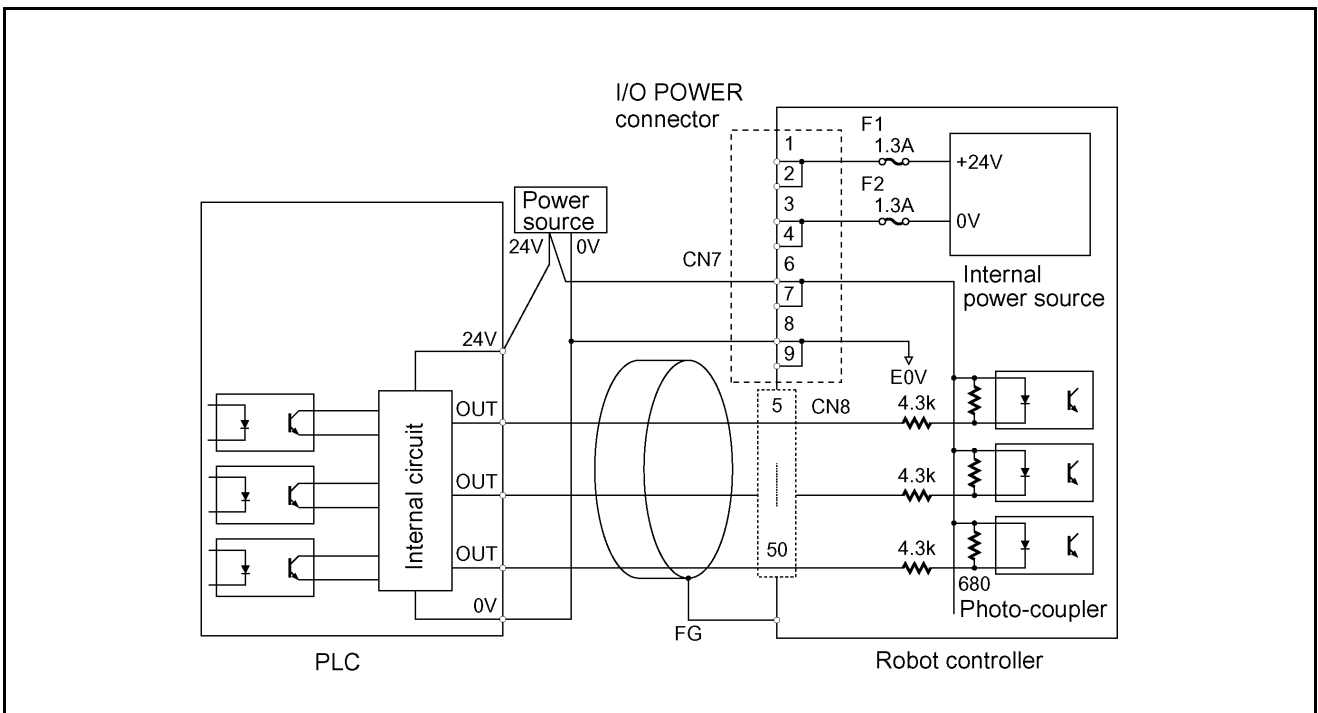 I/O POWER
connector
F1
1.3A
+24V
F2
1.3A
0V
Internal
power source
1
2
3
4
6
7
8
9
CN7
Power
source
24V
0V
24V
E0V
5
CN8
50
OUT
OUT
OUT
0V
Internal circuit
4.3k
4.3k
4.3k
680
Photo-coupler
FG
PLC
Robot controller